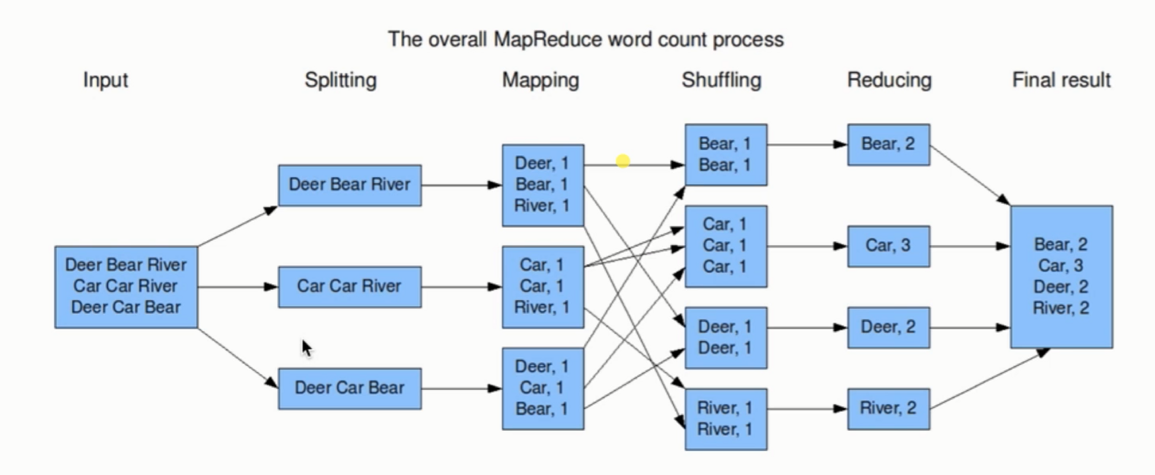 The overall MapReduce word count process
Input
Splitting
Mapping
Shuffling
Reducing
Final result
Deer Bear River
Car Car River
Deer Car Bear
Deer Bear River
Car Car River
Deer Car Bear
Deer, 1
Bear, 1
River, 1
Car, 1
Car, 1
River, 1
Deer, 1
Car, 1
Bear, 1
Bear, 1
Bear, 1
Car, 1
Car, 1
Car, 1
Deer, 1
Deer, 1
River, 1
River, 1
Bear, 2
Car, 3
Deer, 2
River, 2
Bear, 2
Car, 3
Deer, 2
River, 2